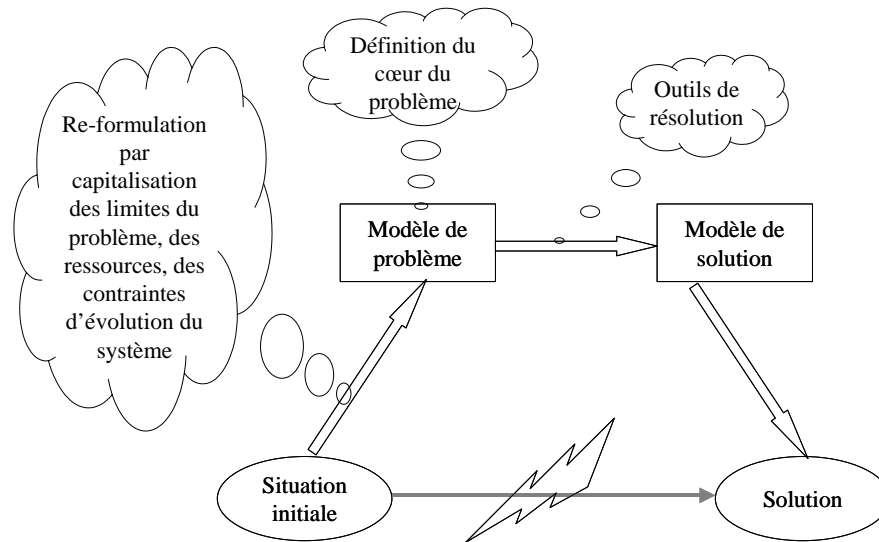 Définition du
cœur du
problème
Outils de
résolution
Re-formulation
par
capitalisation
des limites du
problème, des
ressources, des
contraintes
d’évolution du
système
Modèle de
problème
Modèle de
solution
Situation
initiale
Solution